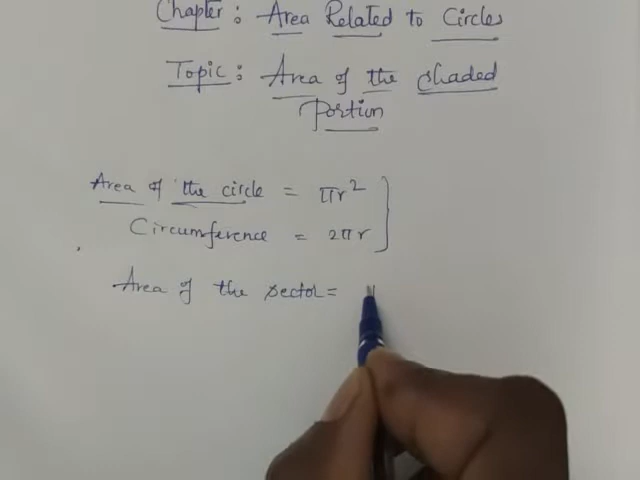 Chapter: Area Related to Circles
Topic: Area of the shaded
Portion
Area of the circle = πr²
Circumference = 2πr
Area of the sector =